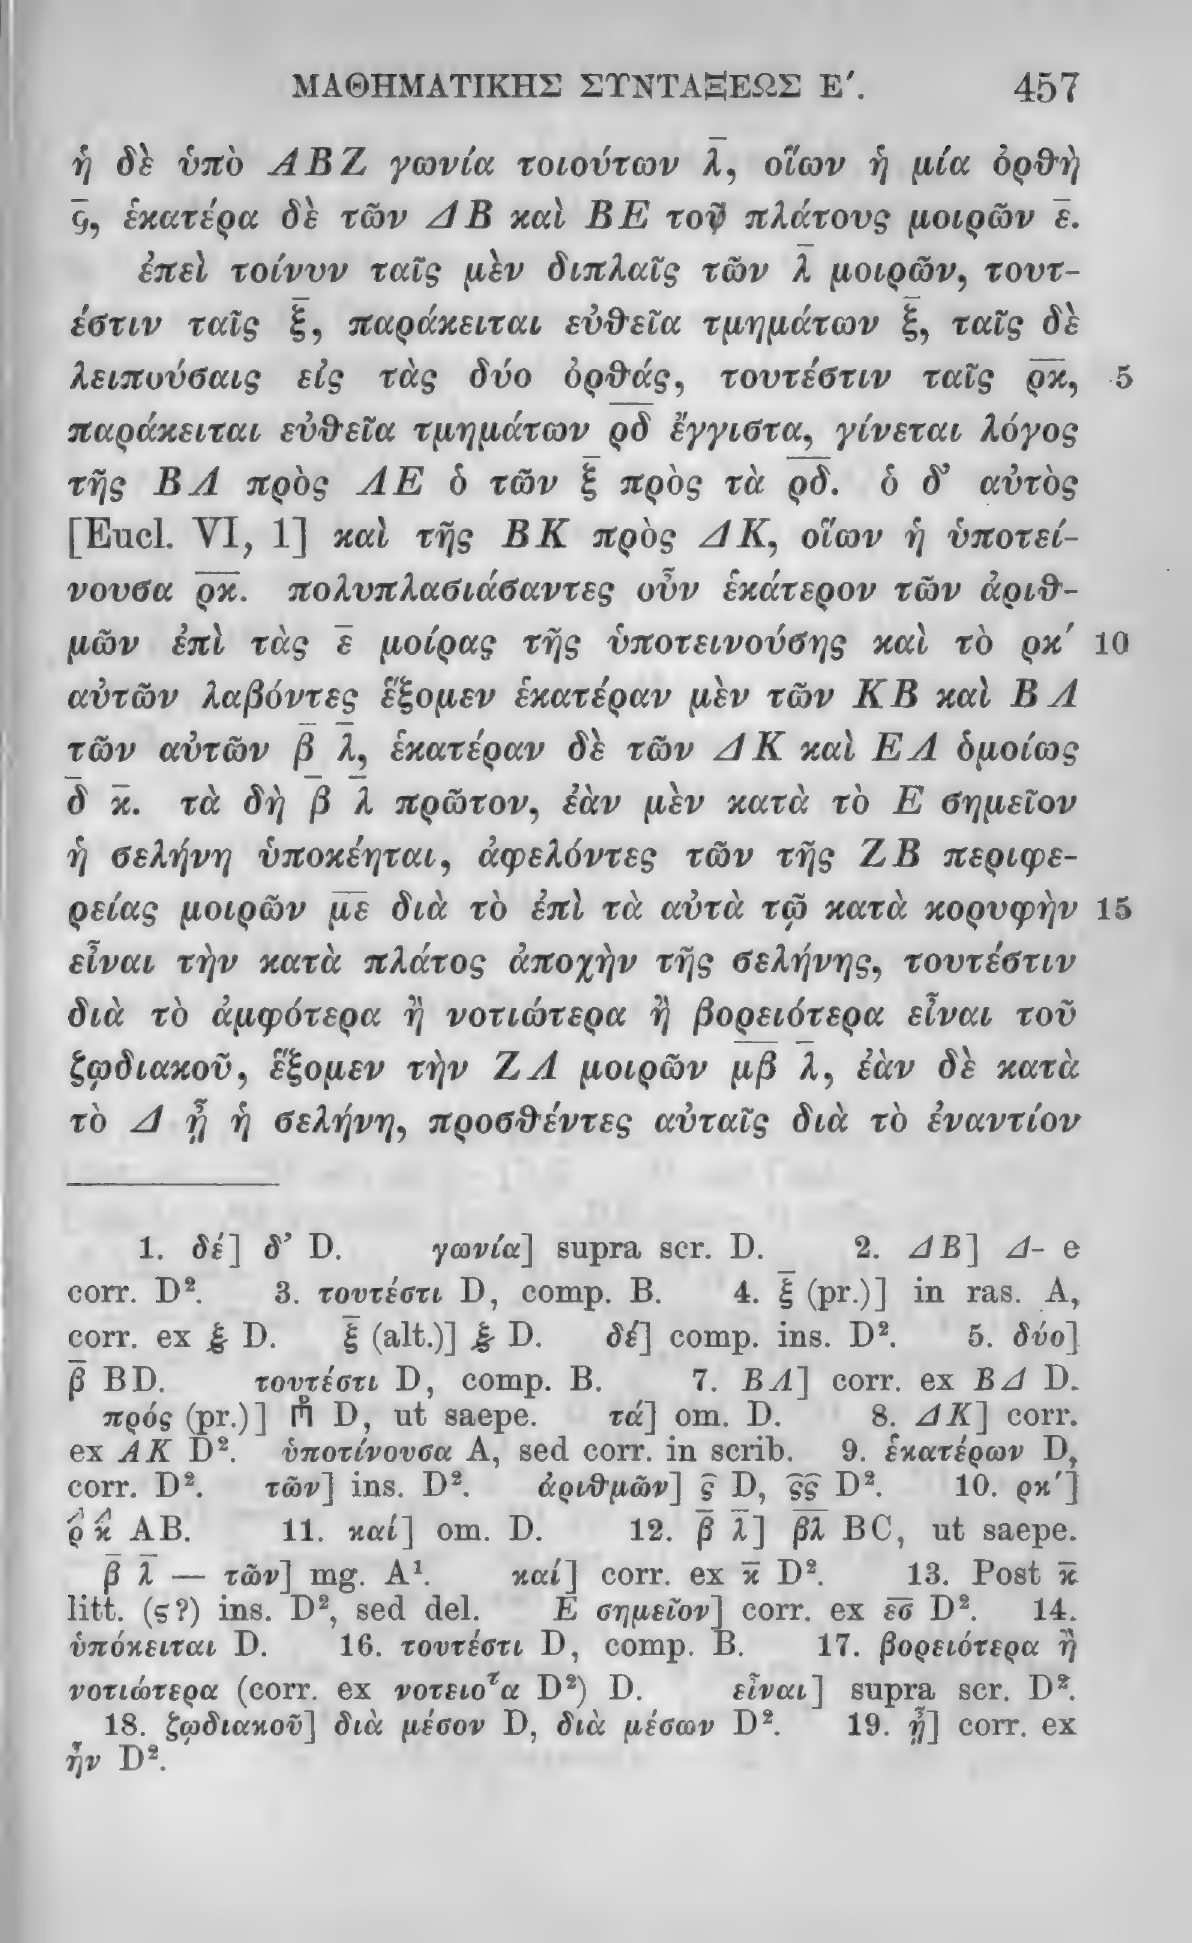 ΜΑΘΗΜΑΤΙΚΗΣ ΣΥΝΤΑΞΕΩΣ Ε′. 457
ἡ δὲ ὑπὸ ΑΒΖ γωνία τοιούτων λ̅, οἵων ἡ μία ὀρθὴ
ϟ̅, ἑκατέρα δὲ τῶν ΔΒ καὶ ΒΕ τοῦ πλάτους μοιρῶν ε̅.
ἐπεὶ τοίνυν ταῖς μὲν διπλαῖς τῶν λ̅ μοιρῶν, τουτ-
έστιν ταῖς ξ̅, παράκειται εὐθεῖα τμημάτων ξ̅, ταῖς δὲ
λειπούσαις εἰς τὰς δύο ὀρθάς, τουτέστιν ταῖς ρ̅κ̅, 5
παράκειται εὐθεῖα τμημάτων ρ̅δ̅ ἔγγιστα, γίνεται λόγος
τῆς ΒΛ πρὸς ΛΕ ὁ τῶν ξ̅ πρὸς τὰ ρ̅δ̅. ὁ δ’ αὐτὸς
[Eucl. VI, 1] καὶ τῆς ΒΚ πρὸς ΔΚ, οἵων ἡ ὑποτεί-
νουσα ρ̅κ̅. πολυπλασιάσαντες οὖν ἑκάτερον τῶν ἀριθ-
μῶν ἐπὶ τὰς ε̅ μοίρας τῆς ὑποτεινούσης καὶ τὸ ρκ′ 10
αὐτῶν λαβόντες ἕξομεν ἑκατέραν μὲν τῶν ΚΒ καὶ ΒΛ
τῶν αὐτῶν β̅ λ̅, ἑκατέραν δὲ τῶν ΔΚ καὶ ΕΛ ὁμοίως
δ̅ κ̅. τὰ δὴ β̅ λ̅ πρῶτον, ἐὰν μὲν κατὰ τὸ Ε σημεῖον
ἡ σελήνη ὑποκέηται, ἀφελόντες τῶν τῆς ΖΒ περιφε-
ρείας μοιρῶν μ̅ε̅ διὰ τὸ ἐπὶ τὰ αὐτὰ τῷ κατὰ κορυφὴν 15
εἶναι τὴν κατὰ πλάτος ἀποχὴν τῆς σελήνης, τουτέστιν
διὰ τὸ ἀμφότερα ἢ νοτιώτερα ἢ βορειότερα εἶναι τοῦ
ζῳδιακοῦ, ἕξομεν τὴν ΖΛ μοιρῶν μ̅β̅ λ̅, ἐὰν δὲ κατὰ
τὸ Δ ᾖ ἡ σελήνη, προσθέντες αὐταῖς διὰ τὸ ἐναντίον
1. δέ] δ’ D. γωνία] supra scr. D. 2. ΔΒ] Δ- e
corr. D². 3. τουτέστι D, comp. B. 4. ξ̅ (pr.)] in ras. A,
corr. ex ξ D. ξ̅ (alt.)] ξ D. δέ] comp. ins. D². 5. δύο]
β̅ BD. τουτέστι D, comp. B. 7. ΒΛ] corr. ex ΒΔ D.
πρός (pr.)] D, ut saepe. τά] om. D. 8. ΔΚ] corr.
ex ΑΚ D². ὑποτίνουσα A, sed corr. in scrib. 9. ἑκατέρων D,
corr. D². τῶν] ins. D². ἀριθμῶν] ς̅ D, ς̅ς̅ D². 10. ρκ′]
ρ κ AB. 11. καί] om. D. 12. β̅ λ̅] β̅λ̅ BC, ut saepe.
β̅ λ̅ — τῶν] mg. A¹. καί] corr. ex κ̅ D². 13. Post κ̅
litt. (ς?) ins. D², sed del. Ε σημεῖον] corr. ex ε̅σ̅ D². 14.
ὑπόκειται D. 16. τουτέστι D, comp. B. 17. βορειότερα ἢ
νοτιώτερα (corr. ex νοτειοτα D²) D. εἶναι] supra scr. D².
18. ζῳδιακοῦ] διὰ μέσον D, διὰ μέσων D². 19. ᾖ] corr. ex
ἦν D².